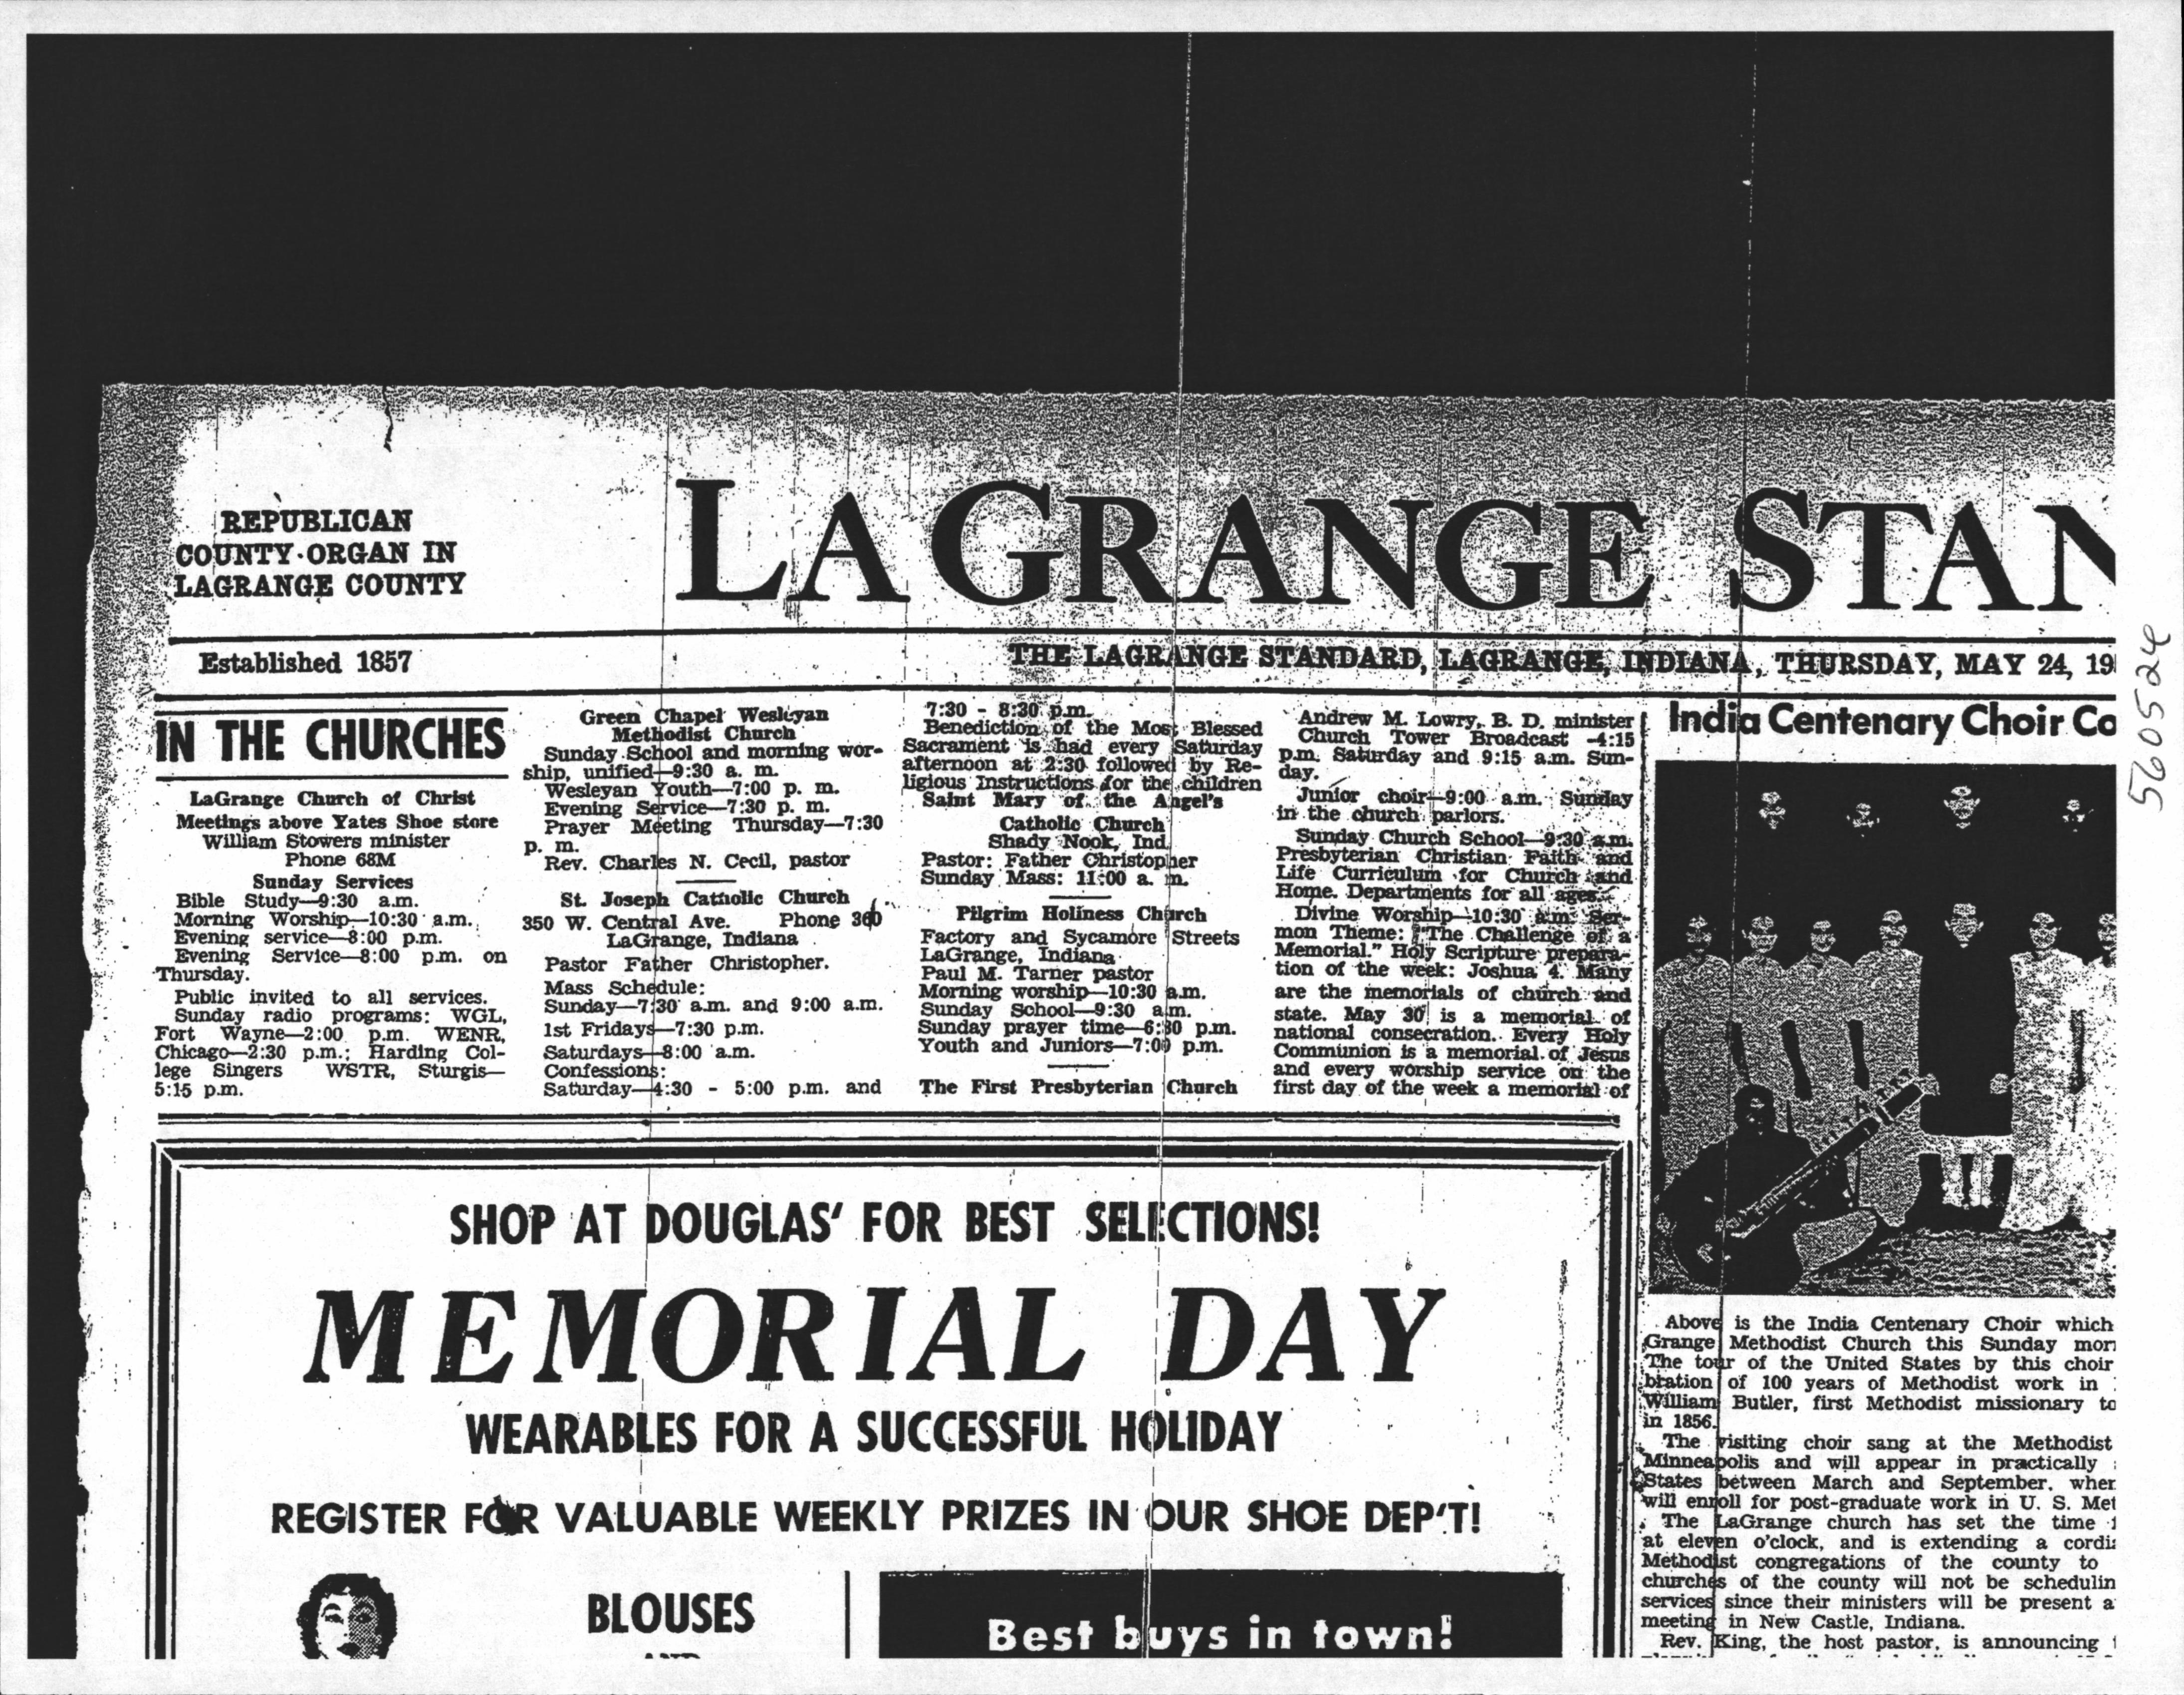 REPUBLICAN
COUNTY ORGAN IN
LAGRANGE COUNTY
LA GRANGE STAN
Established 1857
THE LAGRANGE STANDARD, LAGRANGE, INDIANA, THURSDAY, MAY 24, 19
560524
IN THE CHURCHES
LaGrange Church of Christ
Meetings above Yates Shoe store
William Stowers minister
Phone 68M
Sunday Services
Bible Study—9:30 a.m.
Morning Worship—10:30 a.m.
Evening service—8:00 p.m.
Evening Service—8:00 p.m. on
Thursday.
Public invited to all services.
Sunday radio programs: WGL,
Fort Wayne—2:00 p.m. WENR,
Chicago—2:30 p.m.; Harding Col-
lege Singers WSTR, Sturgis—
5:15 p.m.
Green Chapel Wesleyan
Methodist Church
Sunday School and morning wor-
ship, unified—9:30 a. m.
Wesleyan Youth—7:00 p. m.
Evening Service—7:30 p. m.
Prayer Meeting Thursday—7:30
p. m.
Rev. Charles N. Cecil, pastor
St. Joseph Catholic Church
350 W. Central Ave. Phone 360
LaGrange, Indiana
Pastor Father Christopher.
Mass Schedule:
Sunday—7:30 a.m. and 9:00 a.m.
1st Fridays—7:30 p.m.
Saturdays—8:00 a.m.
Confessions:
Saturday—4:30 - 5:00 p.m. and
7:30 - 8:30 p.m.
Benediction of the Most Blessed
Sacrament is had every Saturday
afternoon at 2:30 followed by Re-
ligious Instructions for the children
Saint Mary of the Angel's
Catholic Church
Shady Nook, Ind.
Pastor: Father Christopher
Sunday Mass: 11:00 a. m.
Pilgrim Holiness Church
Factory and Sycamore Streets
LaGrange, Indiana
Paul M. Tarner pastor
Morning worship—10:30 a.m.
Sunday School—9:30 a.m.
Sunday prayer time—6:30 p.m.
Youth and Juniors—7:00 p.m.
The First Presbyterian Church
Andrew M. Lowry, B. D. minister
Church Tower Broadcast -4:15
p.m. Saturday and 9:15 a.m. Sun-
day.
Junior choir—9:00 a.m. Sunday
in the church parlors.
Sunday Church School—9:30 a.m.
Presbyterian Christian Faith and
Life Curriculum for Church and
Home. Departments for all ages.
Divine Worship—10:30 a.m. Ser-
mon Theme: "The Challenge of a
Memorial." Holy Scripture prepara-
tion of the week: Joshua 4. Many
are the memorials of church and
state. May 30 is a memorial of
national consecration. Every Holy
Communion is a memorial of Jesus
and every worship service on the
first day of the week a memorial of
India Centenary Choir Co
Above is the India Centenary Choir which
Grange Methodist Church this Sunday mor
The tour of the United States by this choir
bration of 100 years of Methodist work in
William Butler, first Methodist missionary to
in 1856.
The visiting choir sang at the Methodist
Minneapolis and will appear in practically
States between March and September, wher
will enroll for post-graduate work in U. S. Met
The LaGrange church has set the time
at eleven o'clock, and is extending a cordi
Methodist congregations of the county to
churches of the county will not be schedulin
services since their ministers will be present a
meeting in New Castle, Indiana.
Rev. King, the host pastor, is announcing
SHOP AT DOUGLAS' FOR BEST SELECTIONS!
MEMORIAL DAY
WEARABLES FOR A SUCCESSFUL HOLIDAY
REGISTER FOR VALUABLE WEEKLY PRIZES IN OUR SHOE DEP'T!
BLOUSES
Best buys in town!